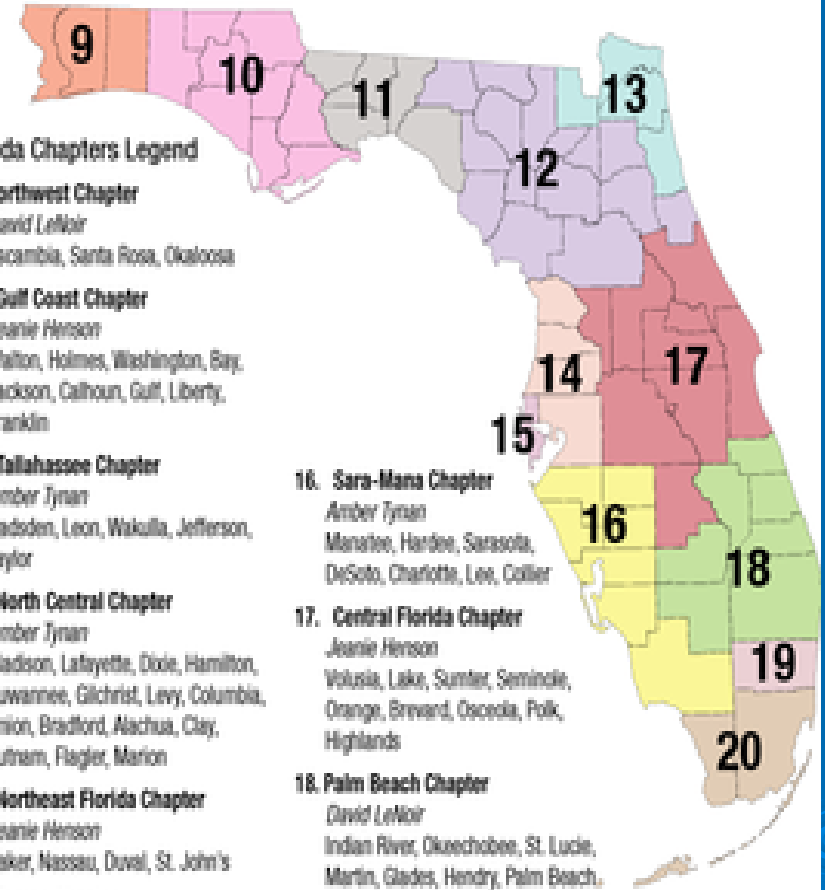 9
10
11
12
13
14
15
16
17
18
19
20
da Chapters Legend
orthwest Chapter
avid LeNoir
scambia, Santa Rosa, Okaloosa
Gulf Coast Chapter
eanie Henson
alton, Holmes, Washington, Bay,
ackson, Calhoun, Gulf, Liberty,
ranklin
Tallahassee Chapter
mber Tynan
adsden, Leon, Wakulla, Jefferson,
aylor
North Central Chapter
mber Tynan
adison, Lafayette, Dixie, Hamilton,
uwannee, Gilchrist, Levy, Columbia,
nion, Bradford, Alachua, Clay,
utnam, Flagler, Marion
Northeast Florida Chapter
eanie Henson
aker, Nassau, Duval, St. John's
16. Sara-Mana Chapter
Amber Tynan
Manatee, Hardee, Sarasota,
DeSoto, Charlotte, Lee, Collier
17. Central Florida Chapter
Jeanie Henson
Volusia, Lake, Sumter, Seminole,
Orange, Brevard, Osceola, Polk,
Highlands
18. Palm Beach Chapter
David LeNoir
Indian River, Okeechobee, St. Lucie,
Martin, Glades, Hendry, Palm Beach